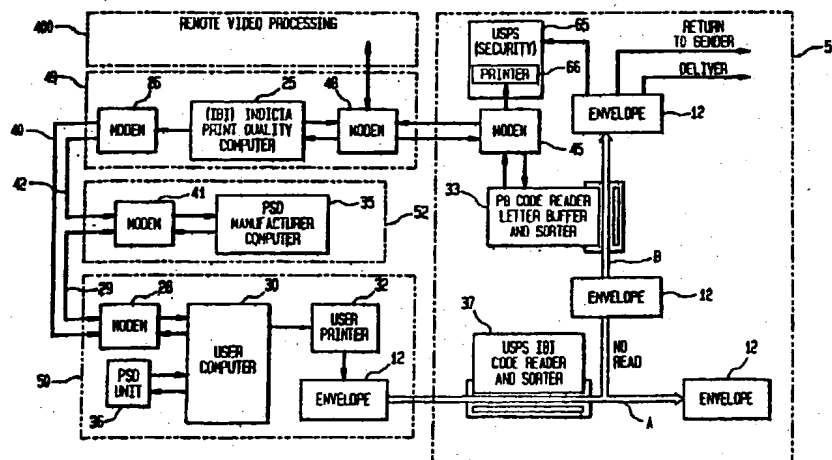 400
REMOTE VIDEO PROCESSING
49
26
25
48
MODEM
(IBI) INDICIA
PRINT QUALITY
COMPUTER
MODEM
40
42
41
35
MODEM
PSD
MANUFACTURER
COMPUTER
52
29
28
30
32
MODEM
USER
COMPUTER
USER
PRINTER
12
50
PSD
UNIT
36
ENVELOPE
65
USPS
(SECURITY)
PRINTER
66
RETURN
TO SENDER
DELIVER
5
ENVELOPE
12
MODEM
45
33
PB CODE READER
LETTER BUFFER
AND SORTER
B
ENVELOPE
12
37
USPS IBI
CODE READER
AND SORTER
NO
READ
12
ENVELOPE
A